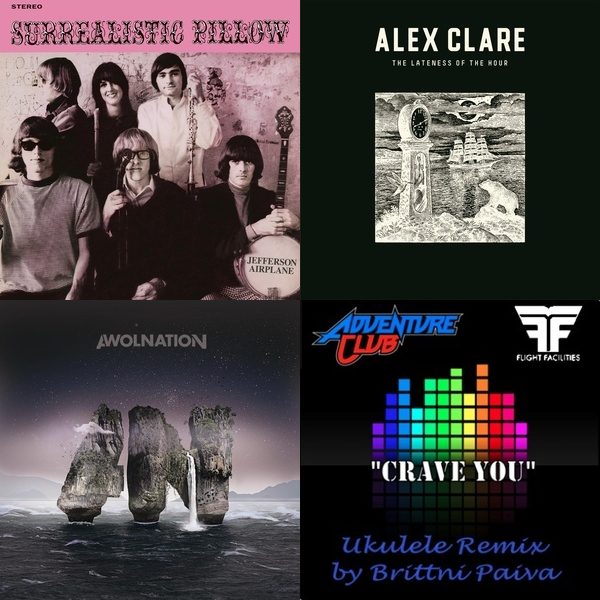 STEREO
SURREALISTIC PILLOW
JEFFERSON
AIRPLANE
ALEX CLARE
THE LATENESS OF THE HOUR
AWOLNATION
ADVENTURE
CLUB
FLIGHT FACILITIES
"CRAVE YOU"
Ukulele Remix
by Brittni Paiva